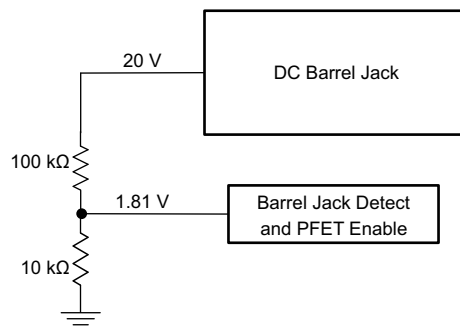 20 V
DC Barrel Jack
100 kΩ
1.81 V
Barrel Jack Detect
and PFET Enable
10 kΩ